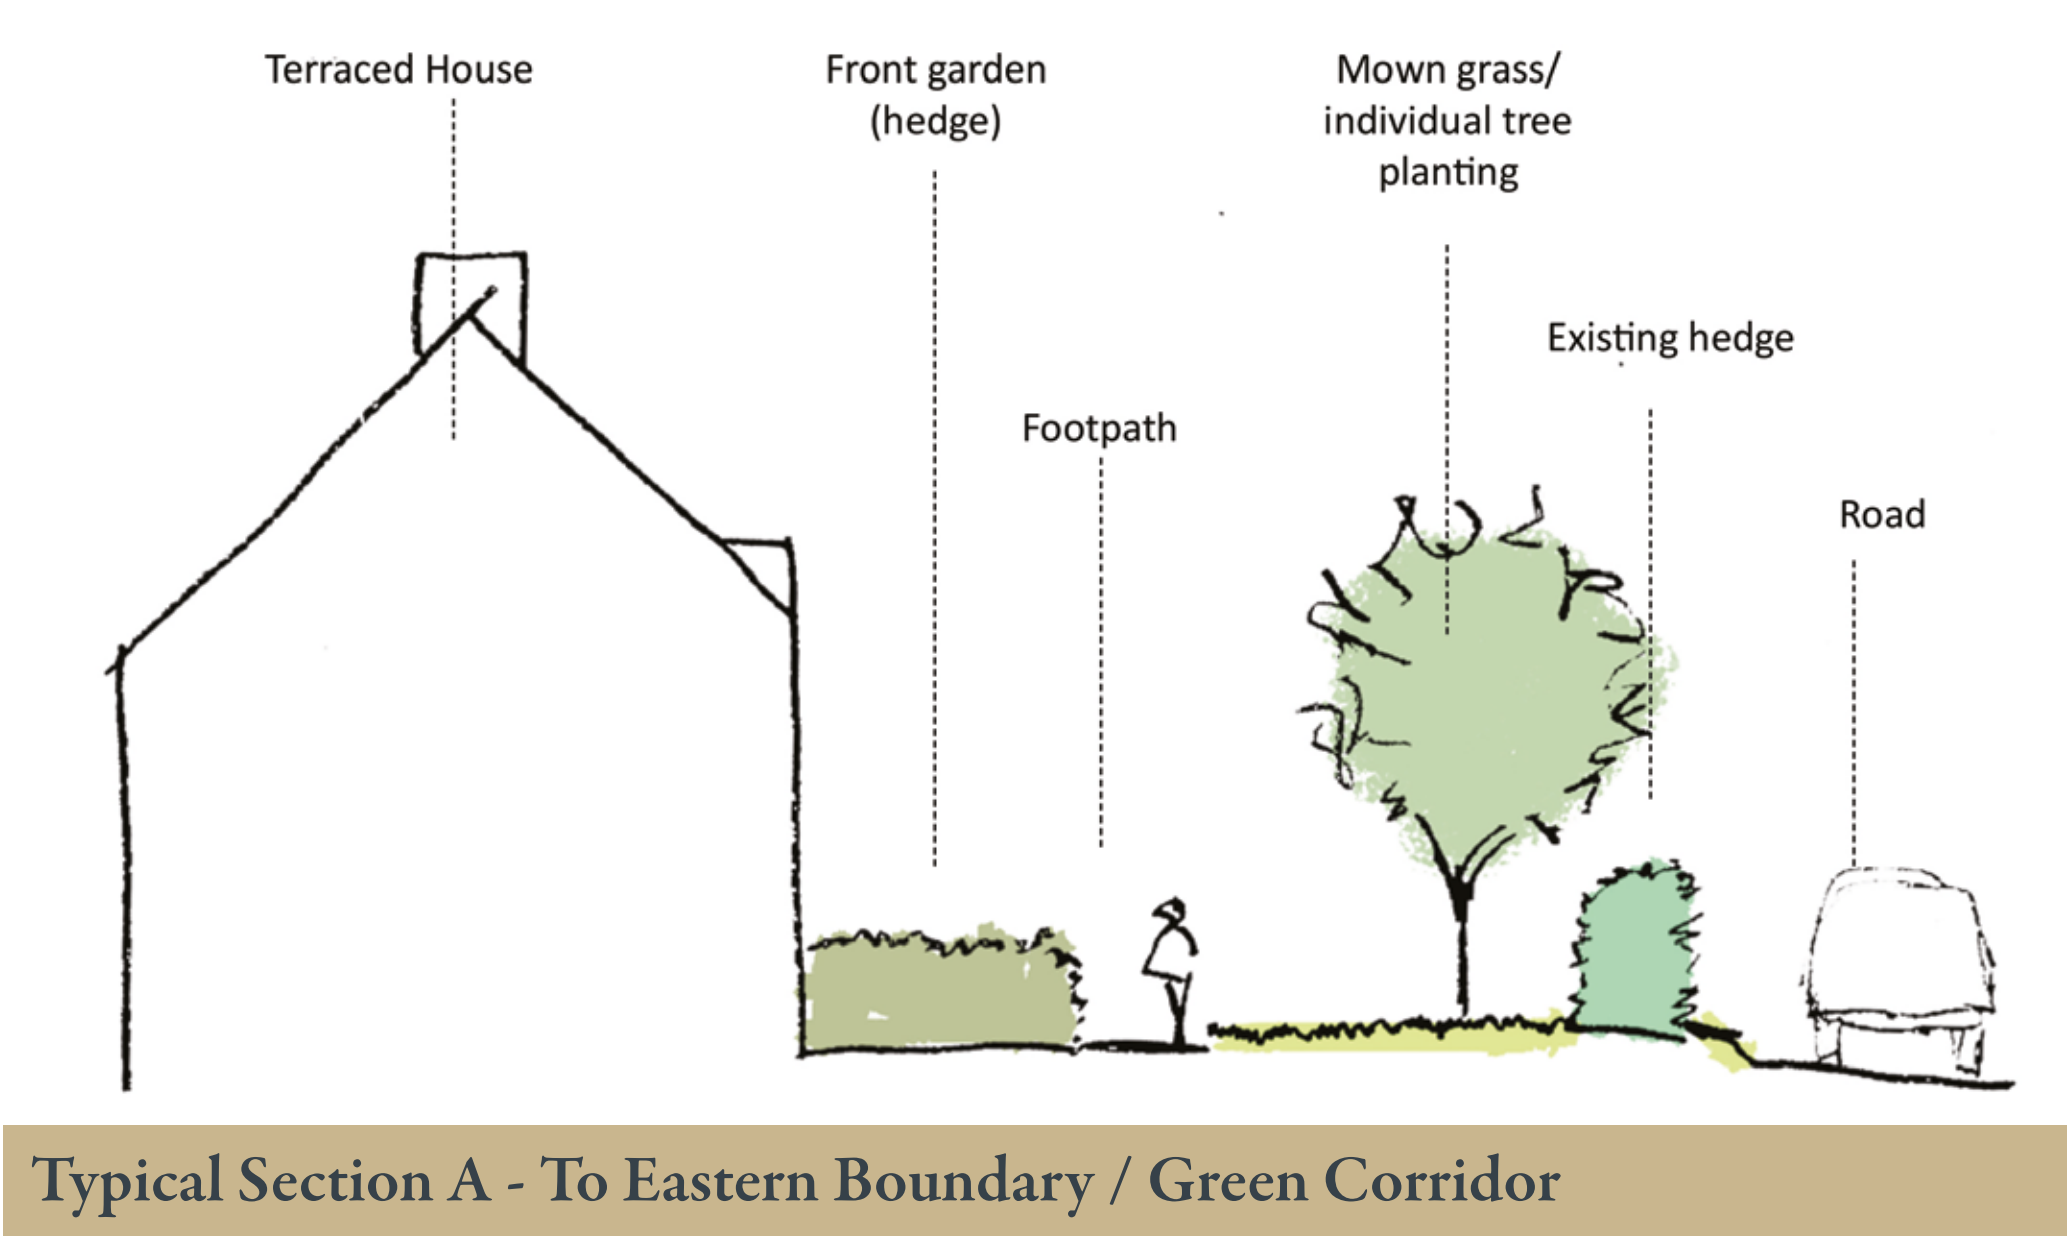 Terraced House
Front garden
(hedge)
Mown grass/
individual tree
planting
Existing hedge
Footpath
Road
Typical Section A - To Eastern Boundary / Green Corridor